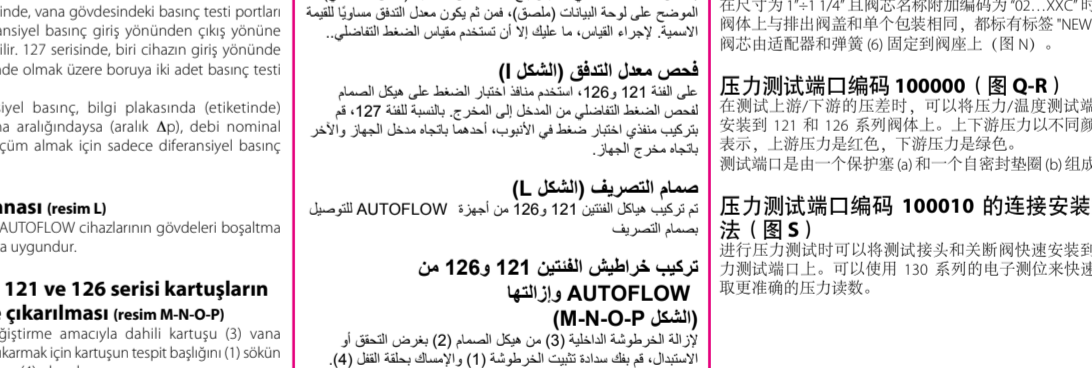 inde, vana gövdesindeki basınç testi portları
ansiyel basınç giriş yönünden çıkış yönüne
ilir. 127 serisinde, biri cihazın giriş yönünde
de olmak üzere boruya iki adet basınç testi
siyel basınç, bilgi plakasında (etiketinde)
ma aralığındaysa (aralık Δp), debi nominal
çüm almak için sadece diferansiyel basınç
nası (resim L)
AUTOFLOW cihazlarının gövdeleri boşaltma
a uygundur.
121 ve 126 serisi kartuşların
çıkarılması (resim M-N-O-P)
ğiştirme amacıyla dahili kartuşu (3) vana
karmak için kartuşun tespit başlığını (1) sökün
الموضح على لوحة البيانات (ملصق)، فمن ثم يكون معدل التدفق مساويًا للقيمة
الاسمية. لإجراء القياس، ما عليك إلا أن تستخدم مقياس الضغط التفاضلي..
فحص معدل التدفق (الشكل I)
على الفئة 121 و126، استخدم منافذ اختبار الضغط على هيكل الصمام
لفحص الضغط التفاضلي من المدخل إلى المخرج. بالنسبة للفئة 127، قم
بتركيب منفذي اختبار ضغط في الأنبوب، أحدهما باتجاه مدخل الجهاز والآخر
باتجاه مخرج الجهاز.
صمام التصريف (الشكل L)
تم تركيب هياكل الفئتين 121 و126 من أجهزة AUTOFLOW للتوصيل
بصمام التصريف
تركيب خراطيش الفئتين 121 و126 من
AUTOFLOW وإزالتها
(الشكل M-N-O-P)
لإزالة الخرطوشة الداخلية (3) من هيكل الصمام (2) بغرض التحقق أو
الاستبدال، قم بفك سدادة تثبيت الخرطوشة (1) والإمساك بحلقة القفل (4).
在尺寸为 1"÷1 1/4" 且阀芯名称附加编码为 "02…XXC" 时
阀体上与排出阀盖和单个包装相同，都标有标签 "NEW
阀芯由适配器和弹簧 (6) 固定到阀座上（图 N）。
压力测试端口编码 100000（图 Q-R）
在测试上游/下游的压差时，可以将压力/温度测试端
安装到 121 和 126 系列阀体上。上下游压力以不同颜
表示，上游压力是红色，下游压力是绿色。
测试端口是由一个保护塞 (a) 和一个自密封垫圈 (b) 组成
压力测试端口编码 100010 的连接安装
法（图 S）
进行压力测试时可以将测试接头和关断阀快速安装到
力测试端口上。可以使用 130 系列的电子测位来快速
取更准确的压力读数。